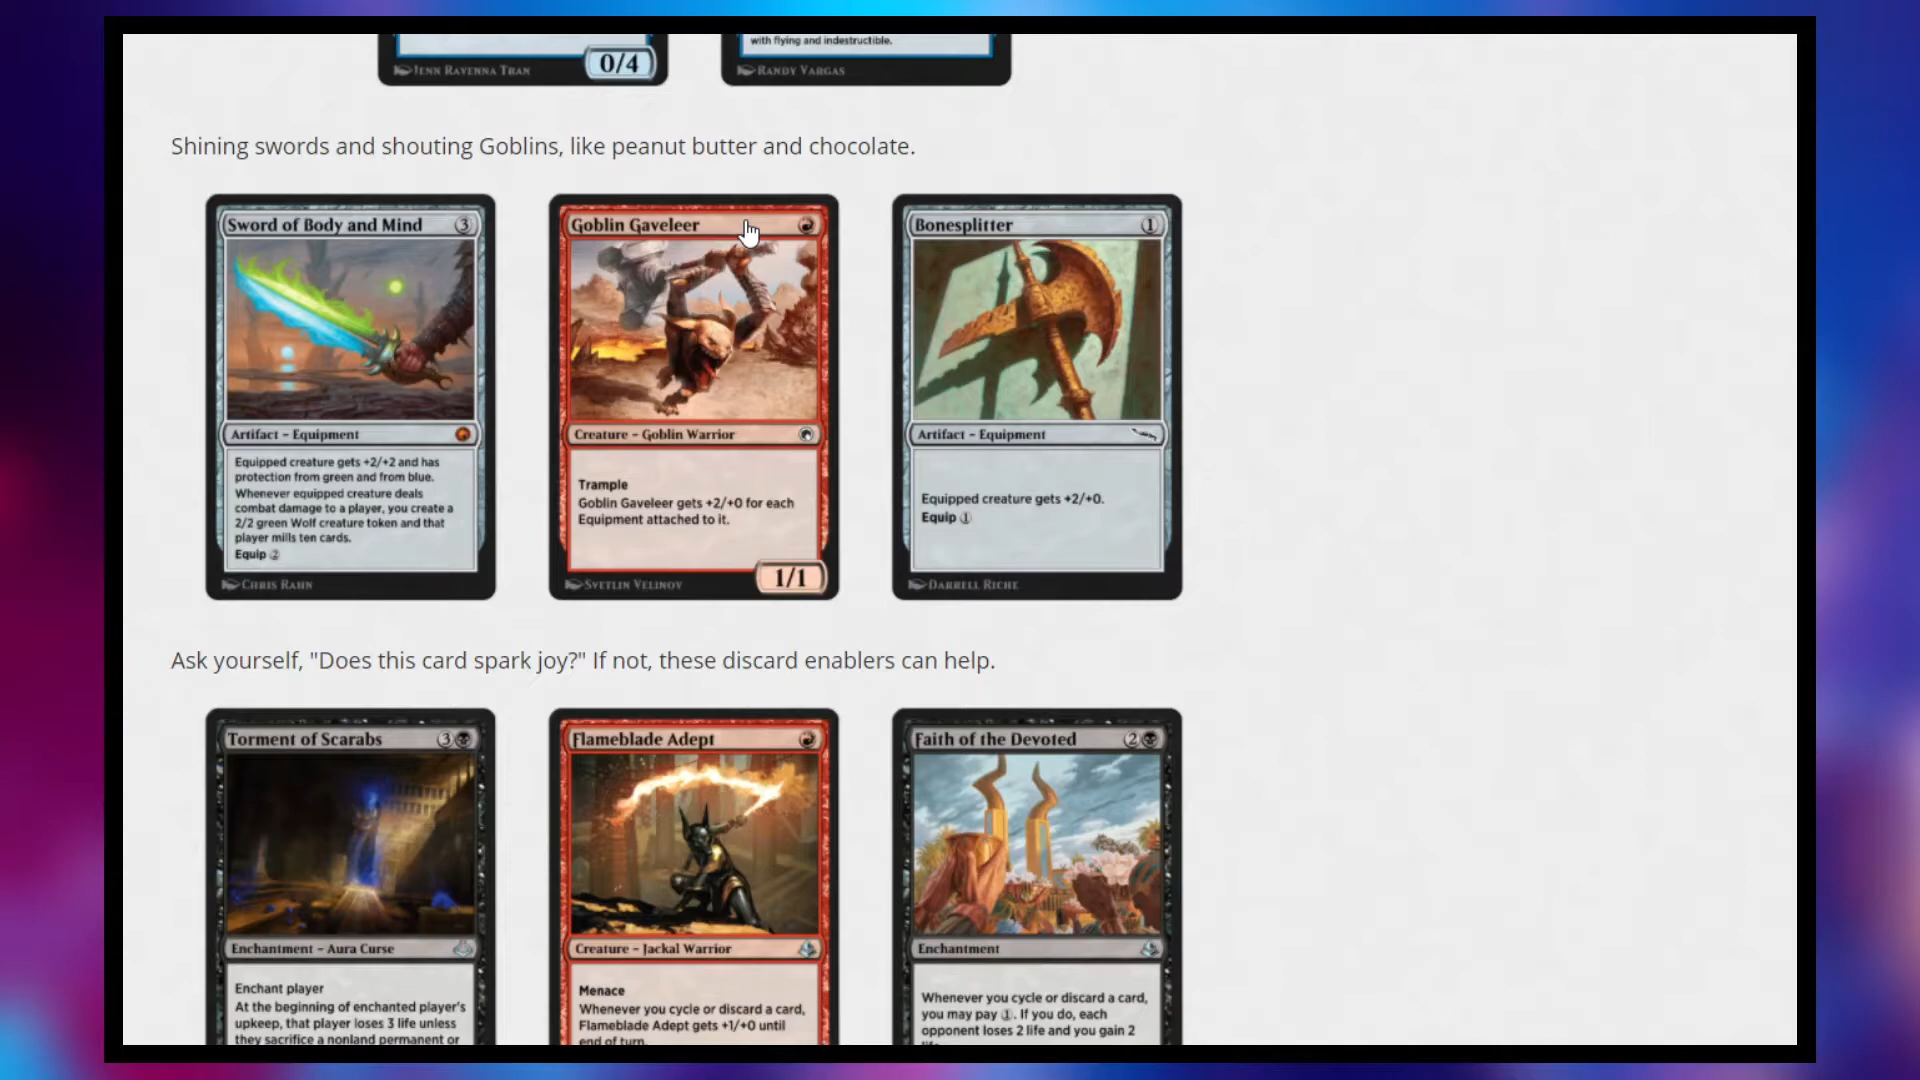 with flying and indestructible.
JENN RAVENNA TRAN
0/4
RANDY VARGAS
Shining swords and shouting Goblins, like peanut butter and chocolate.
Sword of Body and Mind 3
Goblin Gaveleer
Bonesplitter 1
Artifact – Equipment
Creature – Goblin Warrior
Artifact – Equipment
Equipped creature gets +2/+2 and has
protection from green and from blue.
Whenever equipped creature deals
combat damage to a player, you create a
2/2 green Wolf creature token and that
player mills ten cards.
Equip 2
Trample
Goblin Gaveleer gets +2/+0 for each
Equipment attached to it.
Equipped creature gets +2/+0.
Equip 1
CHRIS RAHN
SVETLIN VELINOV
1/1
DARRELL RICHE
Ask yourself, "Does this card spark joy?" If not, these discard enablers can help.
Torment of Scarabs 3
Flameblade Adept
Faith of the Devoted 2
Enchantment – Aura Curse
Creature – Jackal Warrior
Enchantment
Enchant player
At the beginning of enchanted player's
upkeep, that player loses 3 life unless
they sacrifice a nonland permanent or
Menace
Whenever you cycle or discard a card,
Flameblade Adept gets +1/+0 until
end of turn.
Whenever you cycle or discard a card,
you may pay 1. If you do, each
opponent loses 2 life and you gain 2